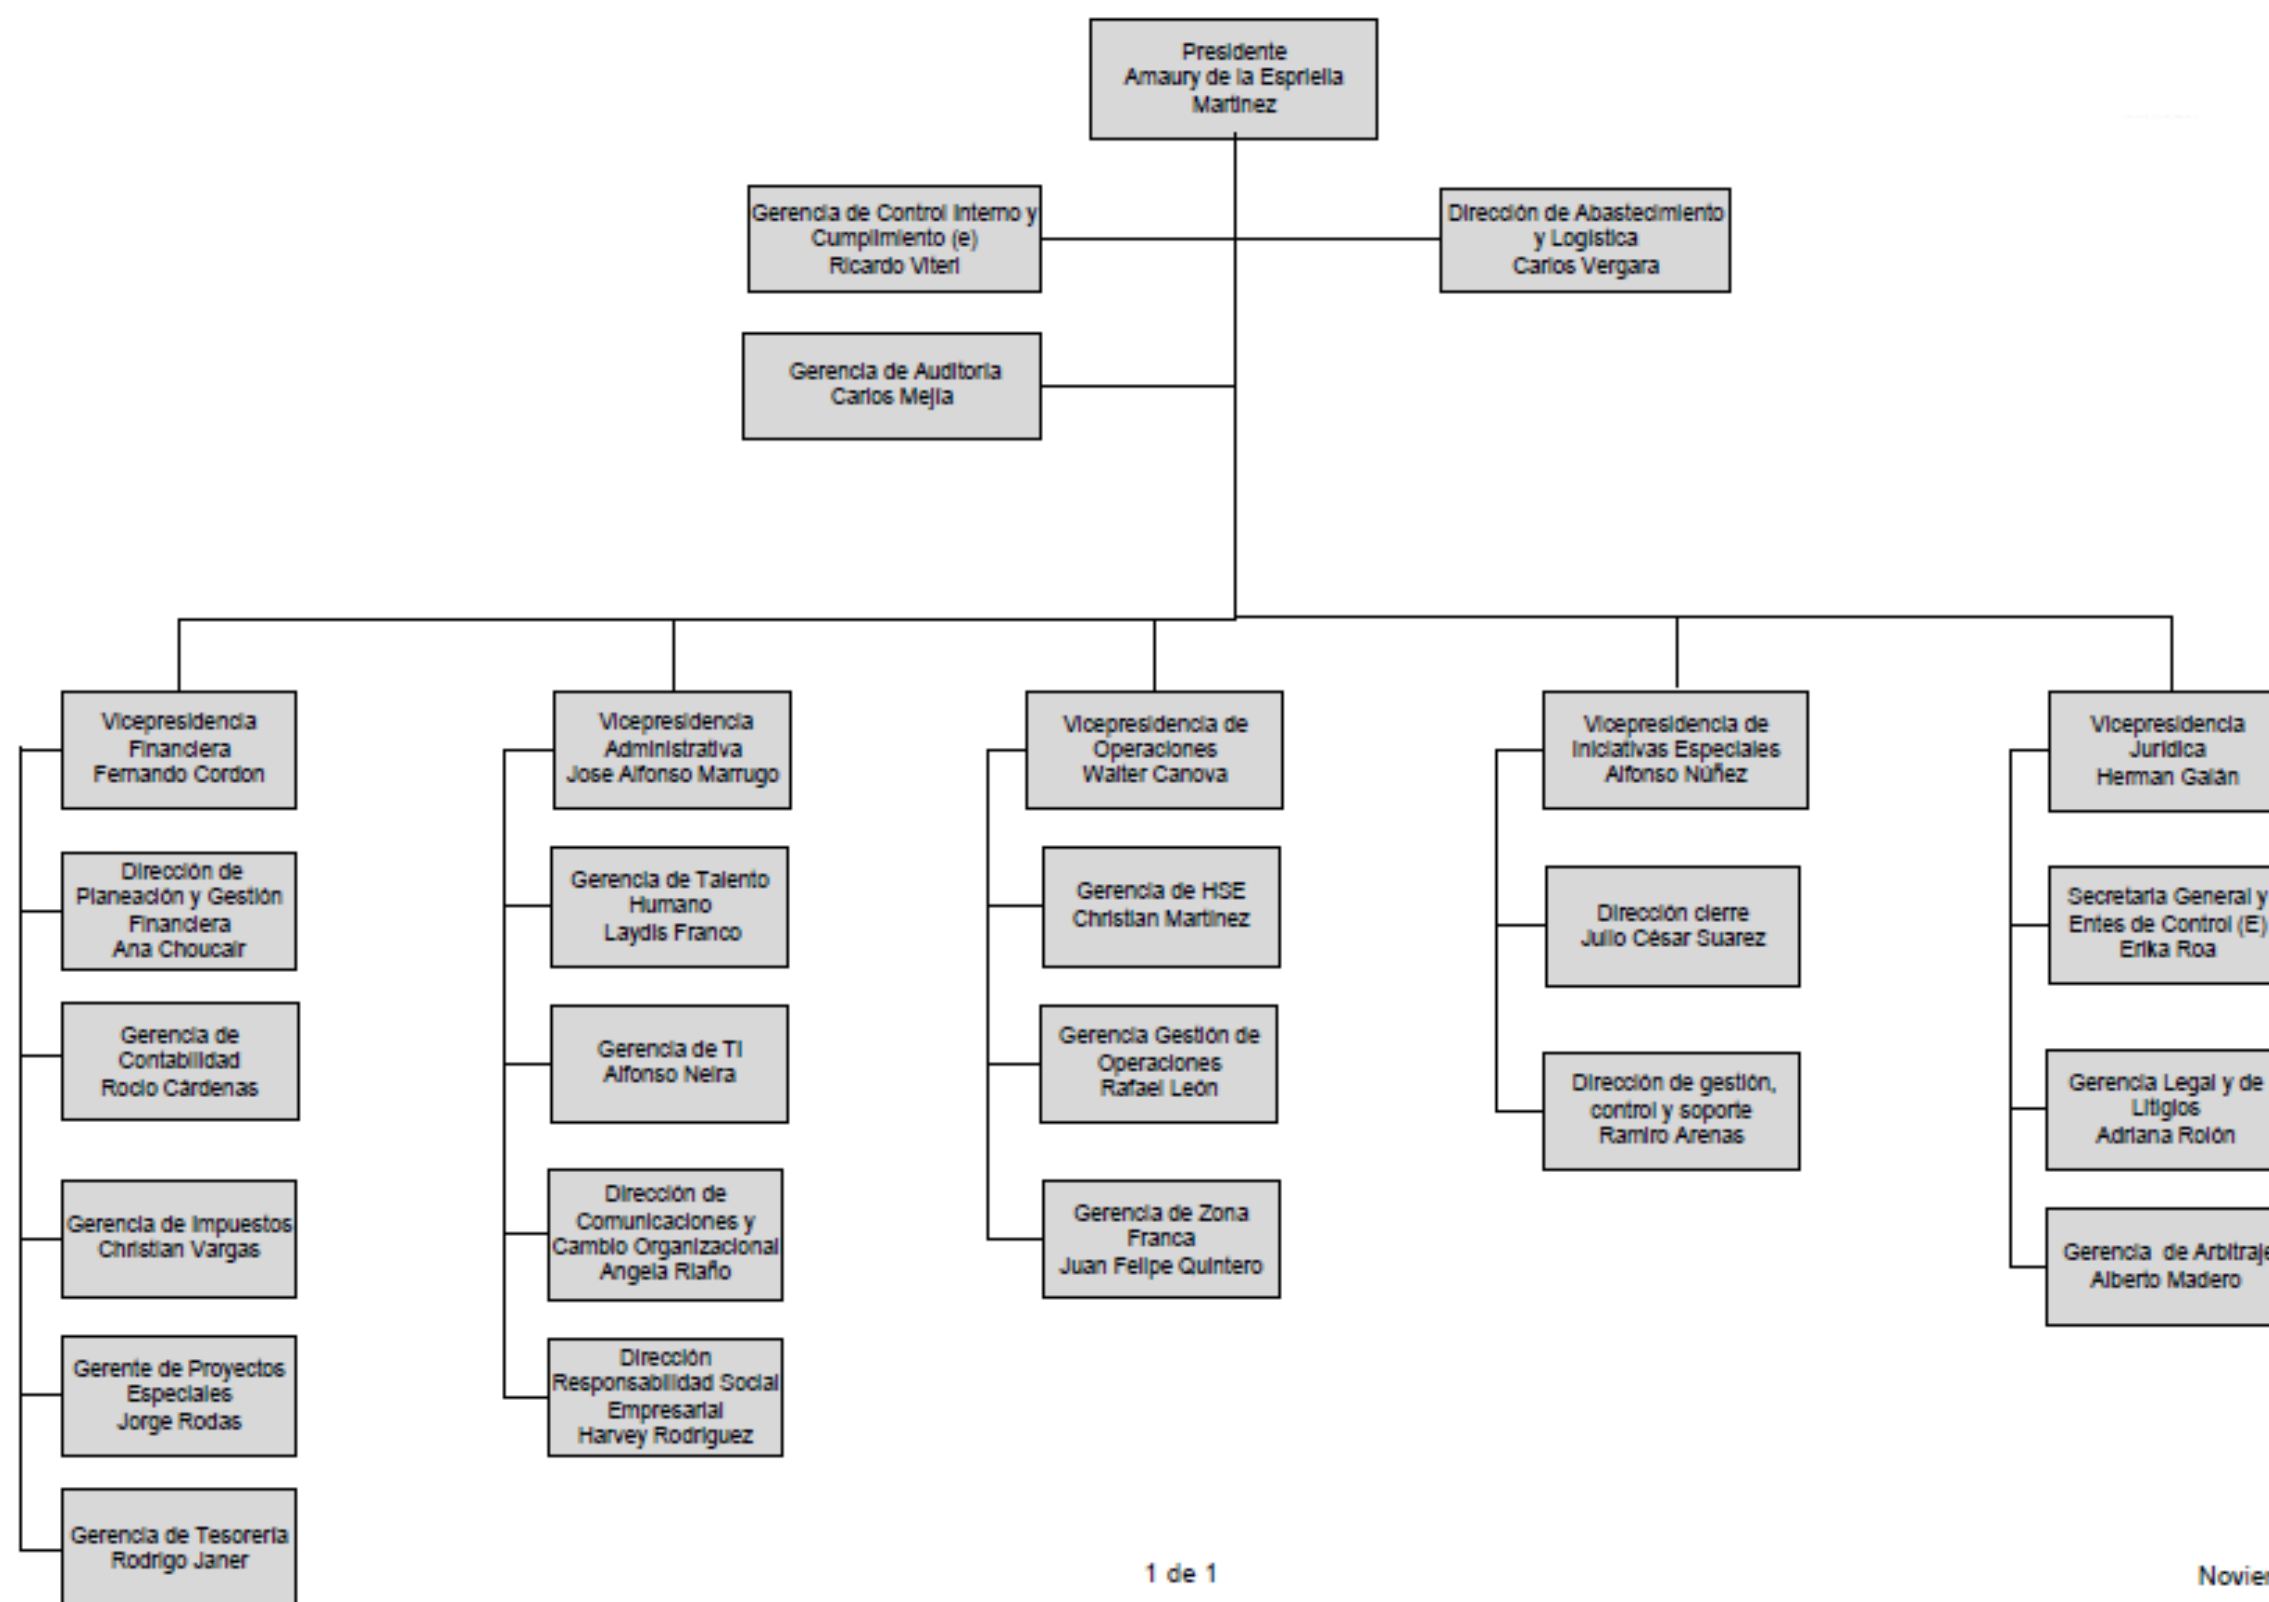 Presidente
Amaury de la Espriella
Martinez
Gerencia de Control Interno y
Cumplimiento (e)
Ricardo Viteri
Dirección de Abastecimiento
y Logistica
Carlos Vergara
Gerencia de Auditoria
Carlos Mejia
Vicepresidencia
Financiera
Fernando Cordon
Dirección de
Planeación y Gestión
Financiera
Ana Choucair
Gerencia de
Contabilidad
Rocio Cárdenas
Gerencia de Impuestos
Christian Vargas
Gerente de Proyectos
Especiales
Jorge Rodas
Gerencia de Tesoreria
Rodrigo Janer
Vicepresidencia
Administrativa
Jose Alfonso Marrugo
Gerencia de Talento
Humano
Laydis Franco
Gerencia de TI
Alfonso Neira
Dirección de
Comunicaciones y
Cambio Organizacional
Angela Riaño
Dirección
Responsabilidad Social
Empresarial
Harvey Rodriguez
Vicepresidencia de
Operaciones
Walter Canova
Gerencia de HSE
Christian Martinez
Gerencia Gestión de
Operaciones
Rafael León
Gerencia de Zona
Franca
Juan Felipe Quintero
Vicepresidencia de
Iniciativas Especiales
Alfonso Núñez
Dirección cierre
Julio César Suarez
Dirección de gestión,
control y soporte
Ramiro Arenas
Vicepresidencia
Juridica
Herman Galán
Secretaria General y
Entes de Control (E)
Erika Roa
Gerencia Legal y de
Litigios
Adriana Rolón
Gerencia de Arbitraje
Alberto Madero
1 de 1